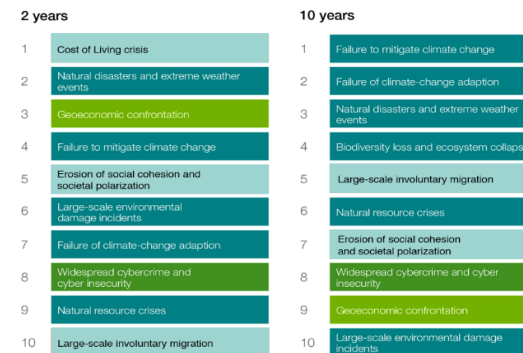 2 years
1 Cost of Living crisis
2 Natural disasters and extreme weather
events
3 Geoeconomic confrontation
4 Failure to mitigate climate change
5 Erosion of social cohesion and
societal polarization
6 Large-scale environmental
damage incidents
7 Failure of climate-change adaption
8 Widespread cybercrime and
cyber insecurity
9 Natural resource crises
10 Large-scale involuntary migration
10 years
1 Failure to mitigate climate change
2 Failure of climate-change adaption
3 Natural disasters and extreme weather
events
4 Biodiversity loss and ecosystem collaps
5 Large-scale involuntary migration
6 Natural resource crises
7 Erosion of social cohesion
and societal polarization
8 Widespread cybercrime and cyber
insecurity
9 Geoeconomic confrontation
10 Large-scale environmental damage
incidents